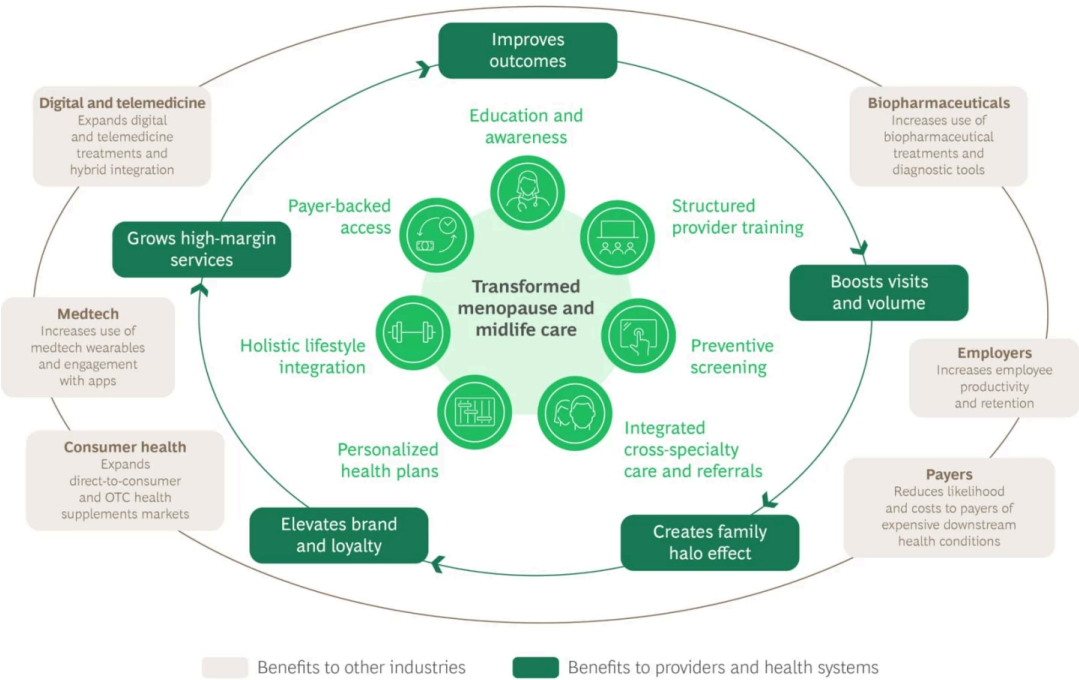 Improves
outcomes
Digital and telemedicine
Expands digital
and telemedicine
treatments and
hybrid integration
Biopharmaceuticals
Increases use of
biopharmaceutical
treatments and
diagnostic tools
Education and
awareness
Payer-backed
access
Structured
provider training
Grows high-margin
services
Boosts visits
and volume
Transformed
menopause and
midlife care
Medtech
Increases use of
medtech wearables
and engagement
with apps
Holistic lifestyle
integration
Preventive
screening
Employers
Increases employee
productivity
and retention
Personalized
health plans
Integrated
cross-specialty
care and referrals
Consumer health
Expands
direct-to-consumer
and OTC health
supplements markets
Payers
Reduces likelihood
and costs to payers of
expensive downstream
health conditions
Elevates brand
and loyalty
Creates family
halo effect
Benefits to other industries
Benefits to providers and health systems